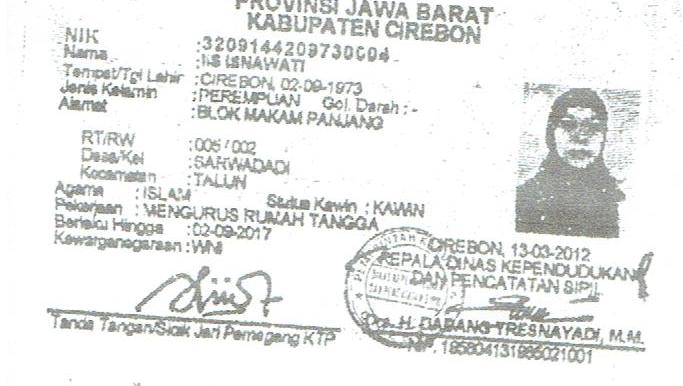 PROVINSI JAWA BARAT
KABUPATEN CIREBON
NIK : 3209144209730004
Nama : IIS ISNAWATI
Tempat/Tgl Lahir : CIREBON, 02-09-1973
Jenis Kelamin : PEREMPUAN Gol. Darah : -
Alamat : BLOK MAKAM PANJANG
RT/RW : 005 / 002
Desa/Kel : SARWADADI
Kecamatan : TALUN
Agama : ISLAM Status Kawin : KAWIN
Pekerjaan : MENGURUS RUMAH TANGGA
Berlaku Hingga : 02-09-2017
Kewarganegaraan : WNI
CIREBON, 13-03-2012
KEPALA DINAS KEPENDUDUKAN
DAN PENCATATAN SIPIL
Tanda Tangan/Sidik Jari Pemegang KTP
Drs. H. DADANG TRESNAYADI, M.M.
NIP. 195804131986021001